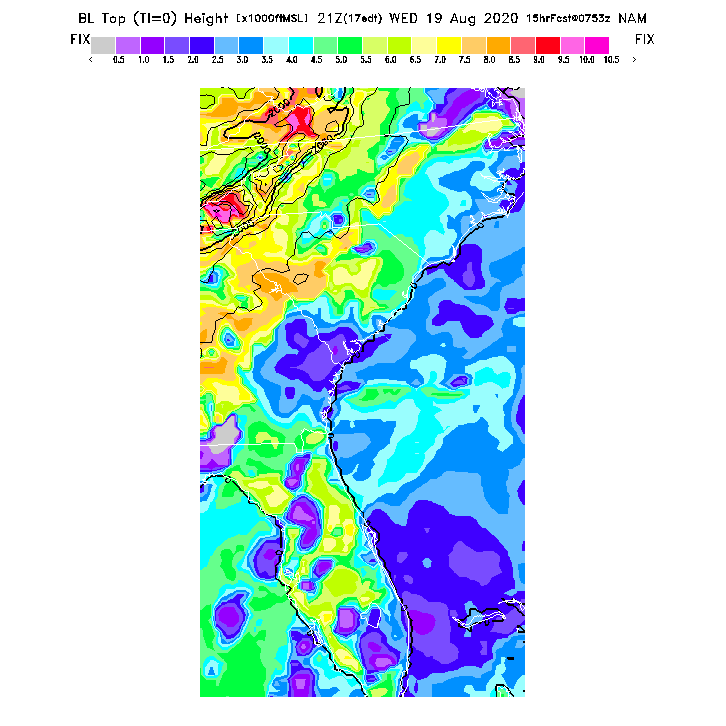 BL Top (TI=0) Height [x1000ftMSL] 21Z(17edt) WED 19 Aug 2020 15hrFcst@0753z NAM
FIX FIX
< 0.5 1.0 1.5 2.0 2.5 3.0 3.5 4.0 4.5 5.0 5.5 6.0 6.5 7.0 7.5 8.0 8.5 9.0 9.5 10.0 10.5 >
2000
2000
2000